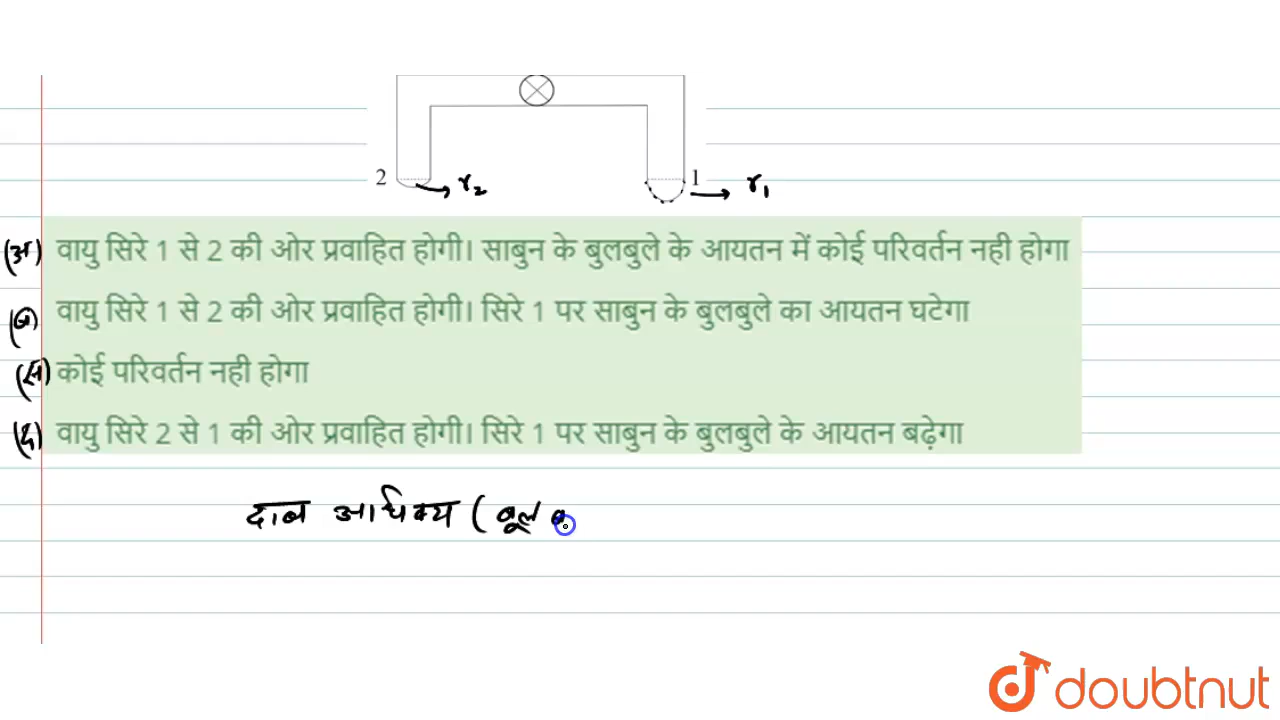 2 r₂ 1 r₁
(अ) वायु सिरे 1 से 2 की ओर प्रवाहित होगी। साबुन के बुलबुले के आयतन में कोई परिवर्तन नही होगा
(ब) वायु सिरे 1 से 2 की ओर प्रवाहित होगी। सिरे 1 पर साबुन के बुलबुले का आयतन घटेगा
(स) कोई परिवर्तन नही होगा
(द) वायु सिरे 2 से 1 की ओर प्रवाहित होगी। सिरे 1 पर साबुन के बुलबुले के आयतन बढ़ेगा
दाब आधिक्य ( बूल
doubtnut